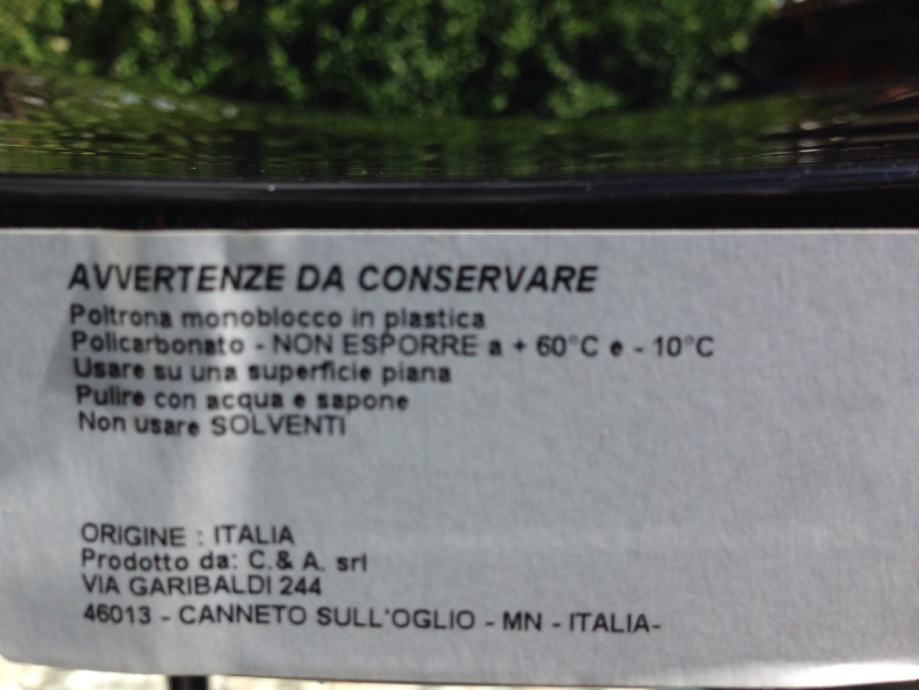 AVVERTENZE DA CONSERVARE
Poltrona monoblocco in plastica
Policarbonato - NON ESPORRE a + 60°C e - 10°C
Usare su una superficie piana
Pulire con acqua e sapone
Non usare SOLVENTI
ORIGINE : ITALIA
Prodotto da: C.& A. srl
VIA GARIBALDI 244
46013 - CANNETO SULL'OGLIO - MN - ITALIA-